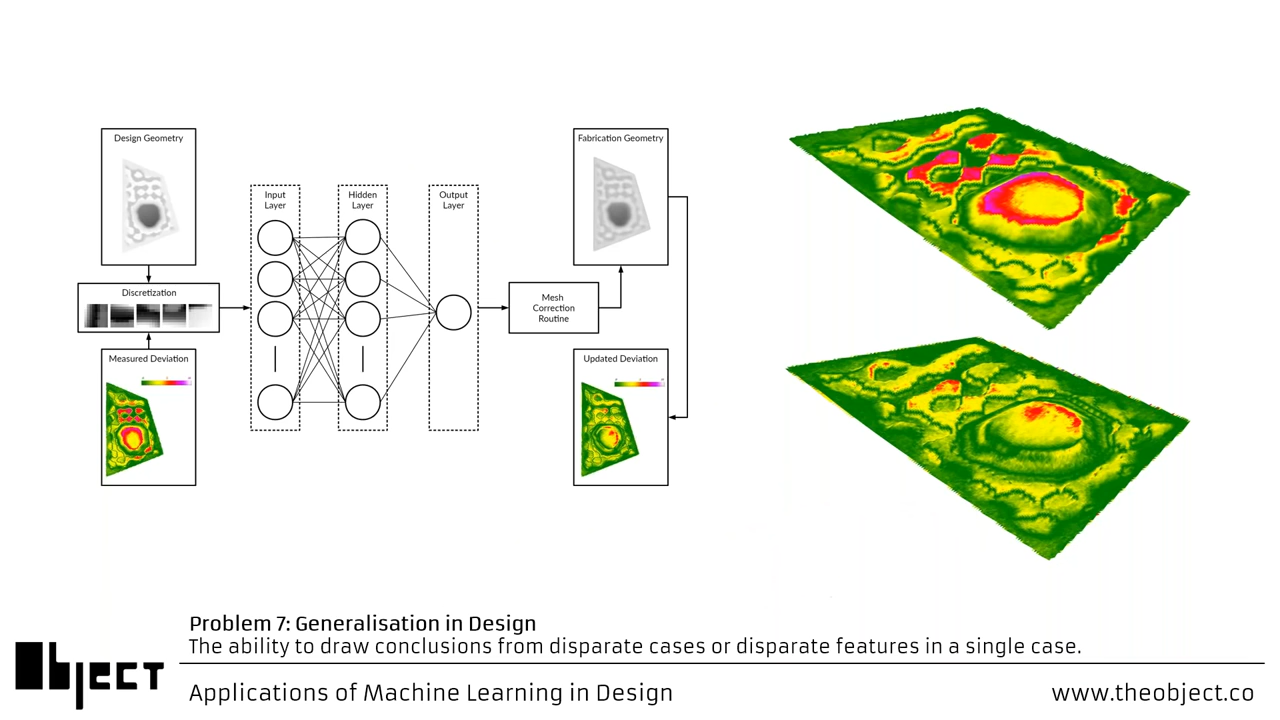 Design Geometry
Discretization
Measured Deviation
Input
Layer
Hidden
Layer
Output
Layer
Mesh
Correction
Routine
Fabrication Geometry
Updated Deviation
Problem 7: Generalisation in Design
The ability to draw conclusions from disparate cases or disparate features in a single case.
Object
Applications of Machine Learning in Design
www.theobject.co